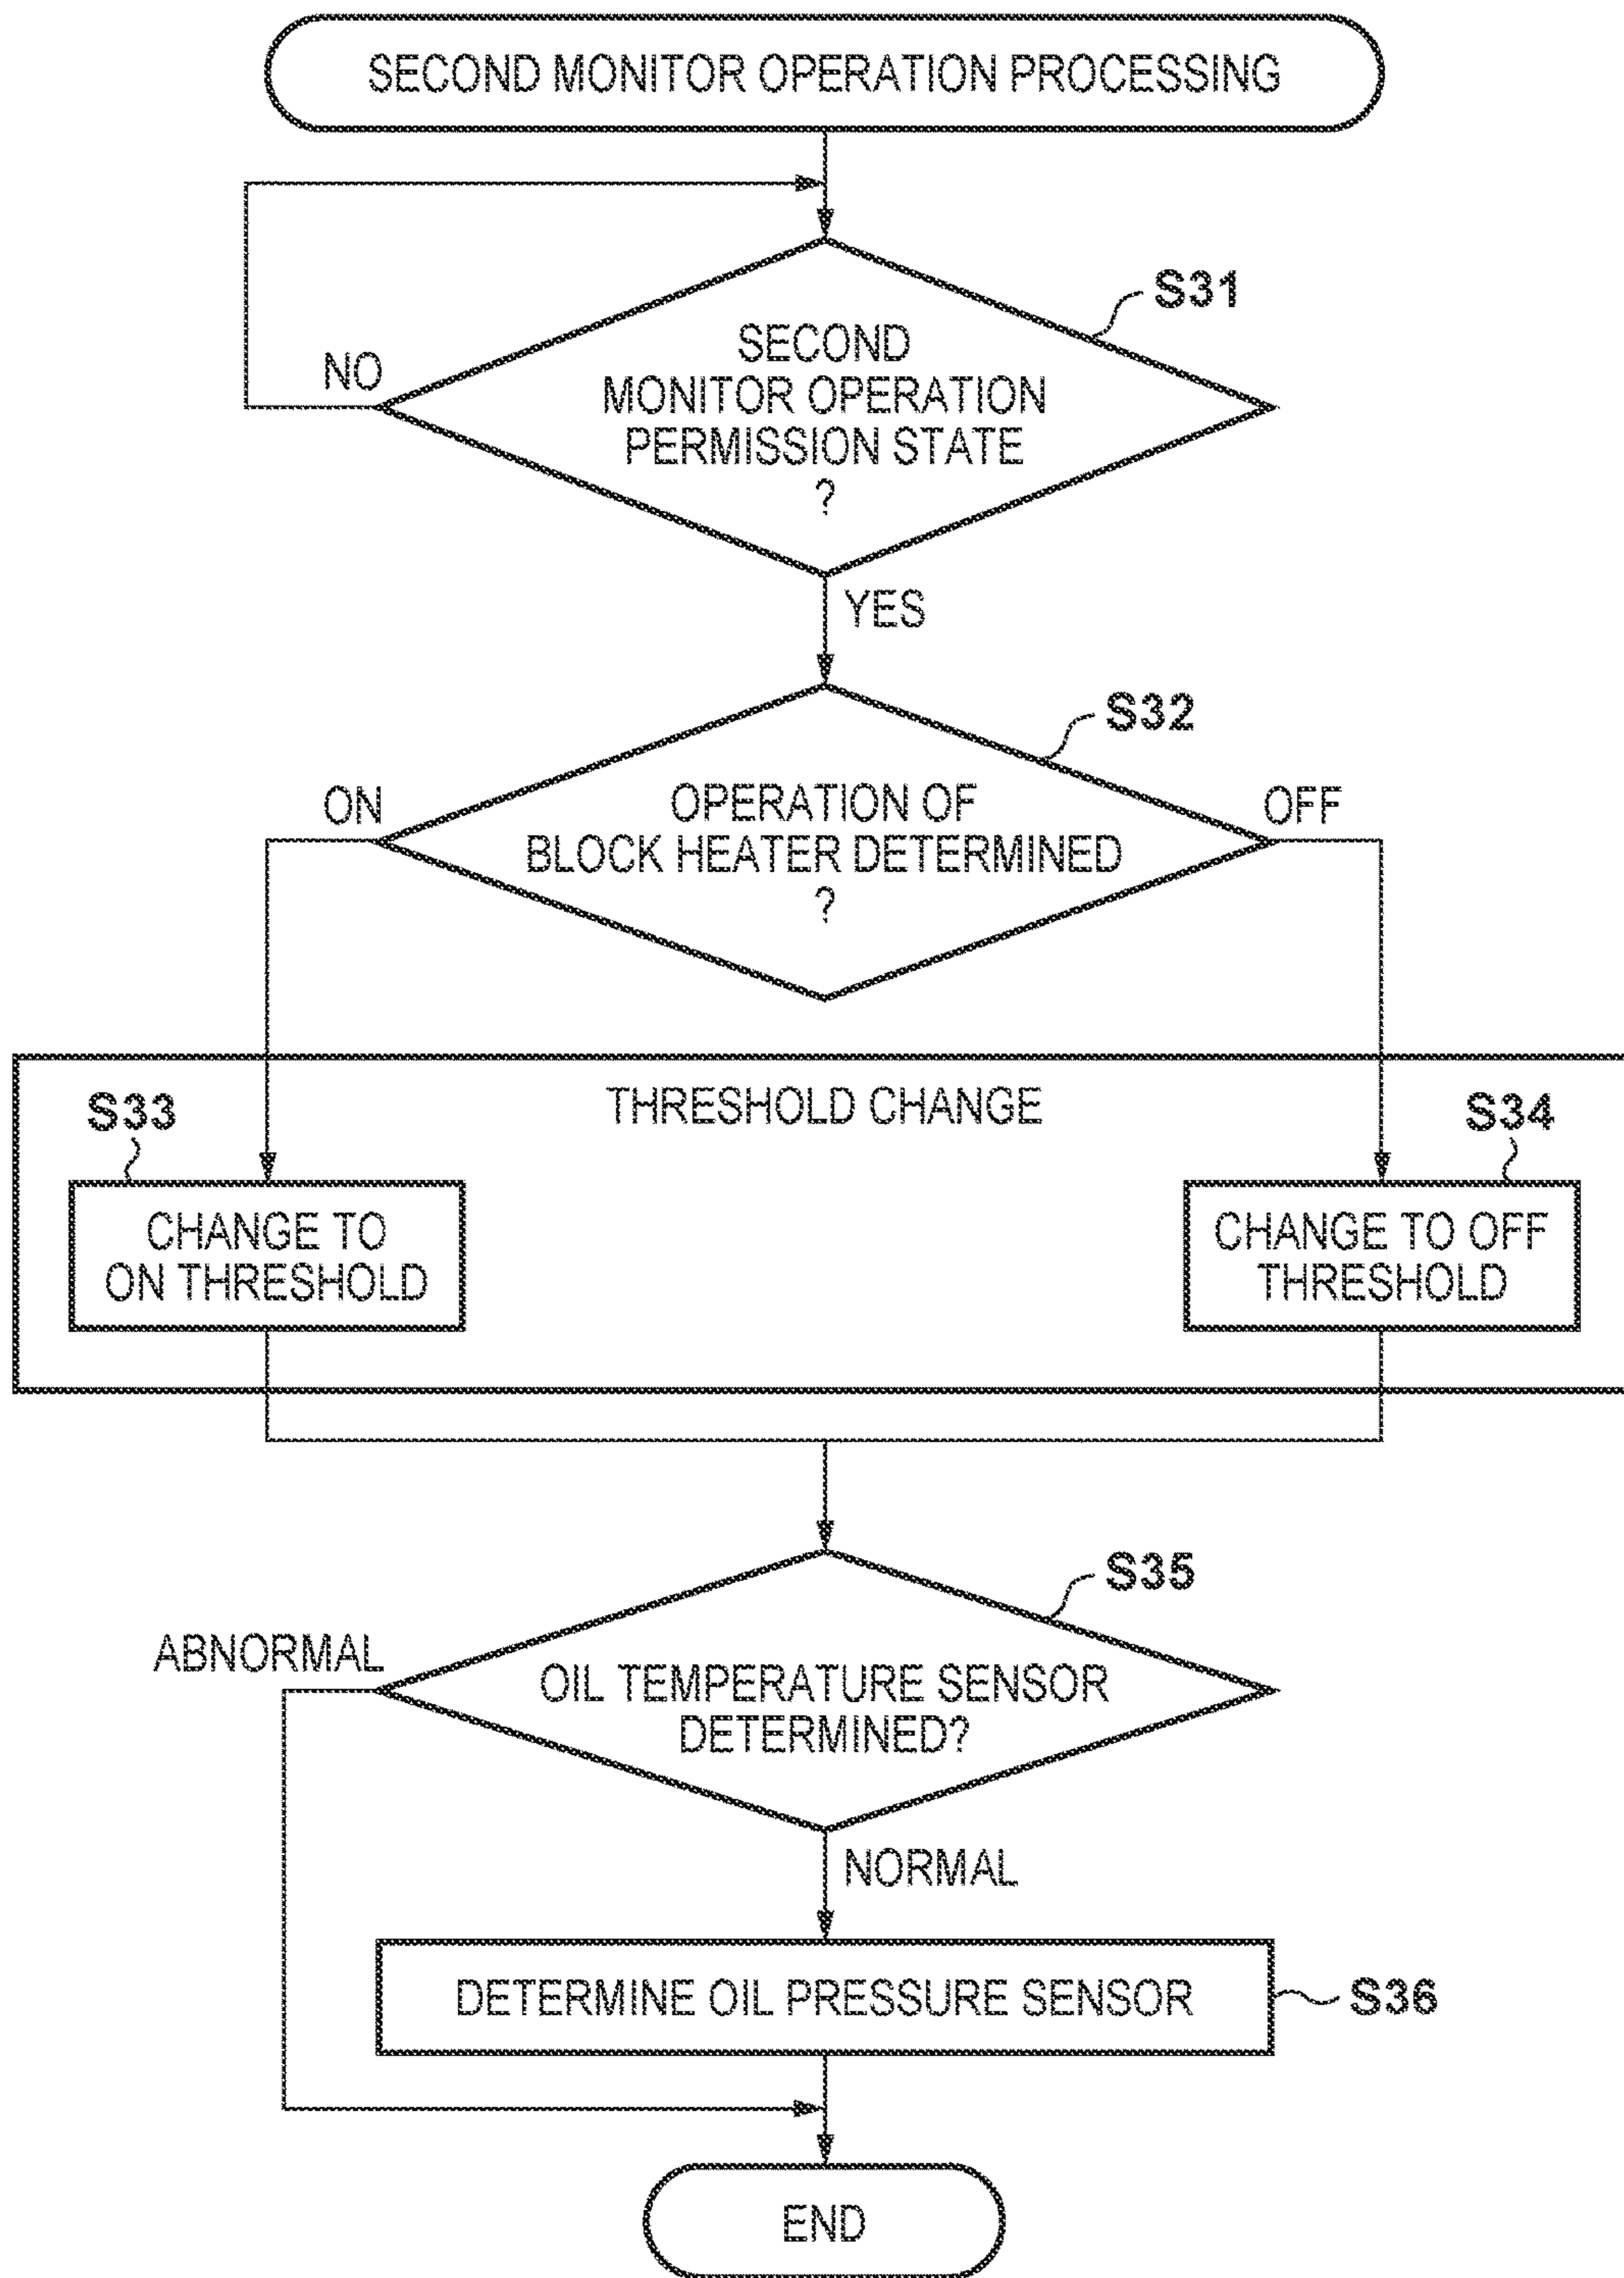 SECOND MONITOR OPERATION PROCESSING
S31
SECOND
MONITOR OPERATION
PERMISSION STATE
?
NO
YES
S32
OPERATION OF
BLOCK HEATER DETERMINED
?
ON
OFF
THRESHOLD CHANGE
S33
CHANGE TO
ON THRESHOLD
S34
CHANGE TO OFF
THRESHOLD
S35
OIL TEMPERATURE SENSOR
DETERMINED?
ABNORMAL
NORMAL
DETERMINE OIL PRESSURE SENSOR
S36
END